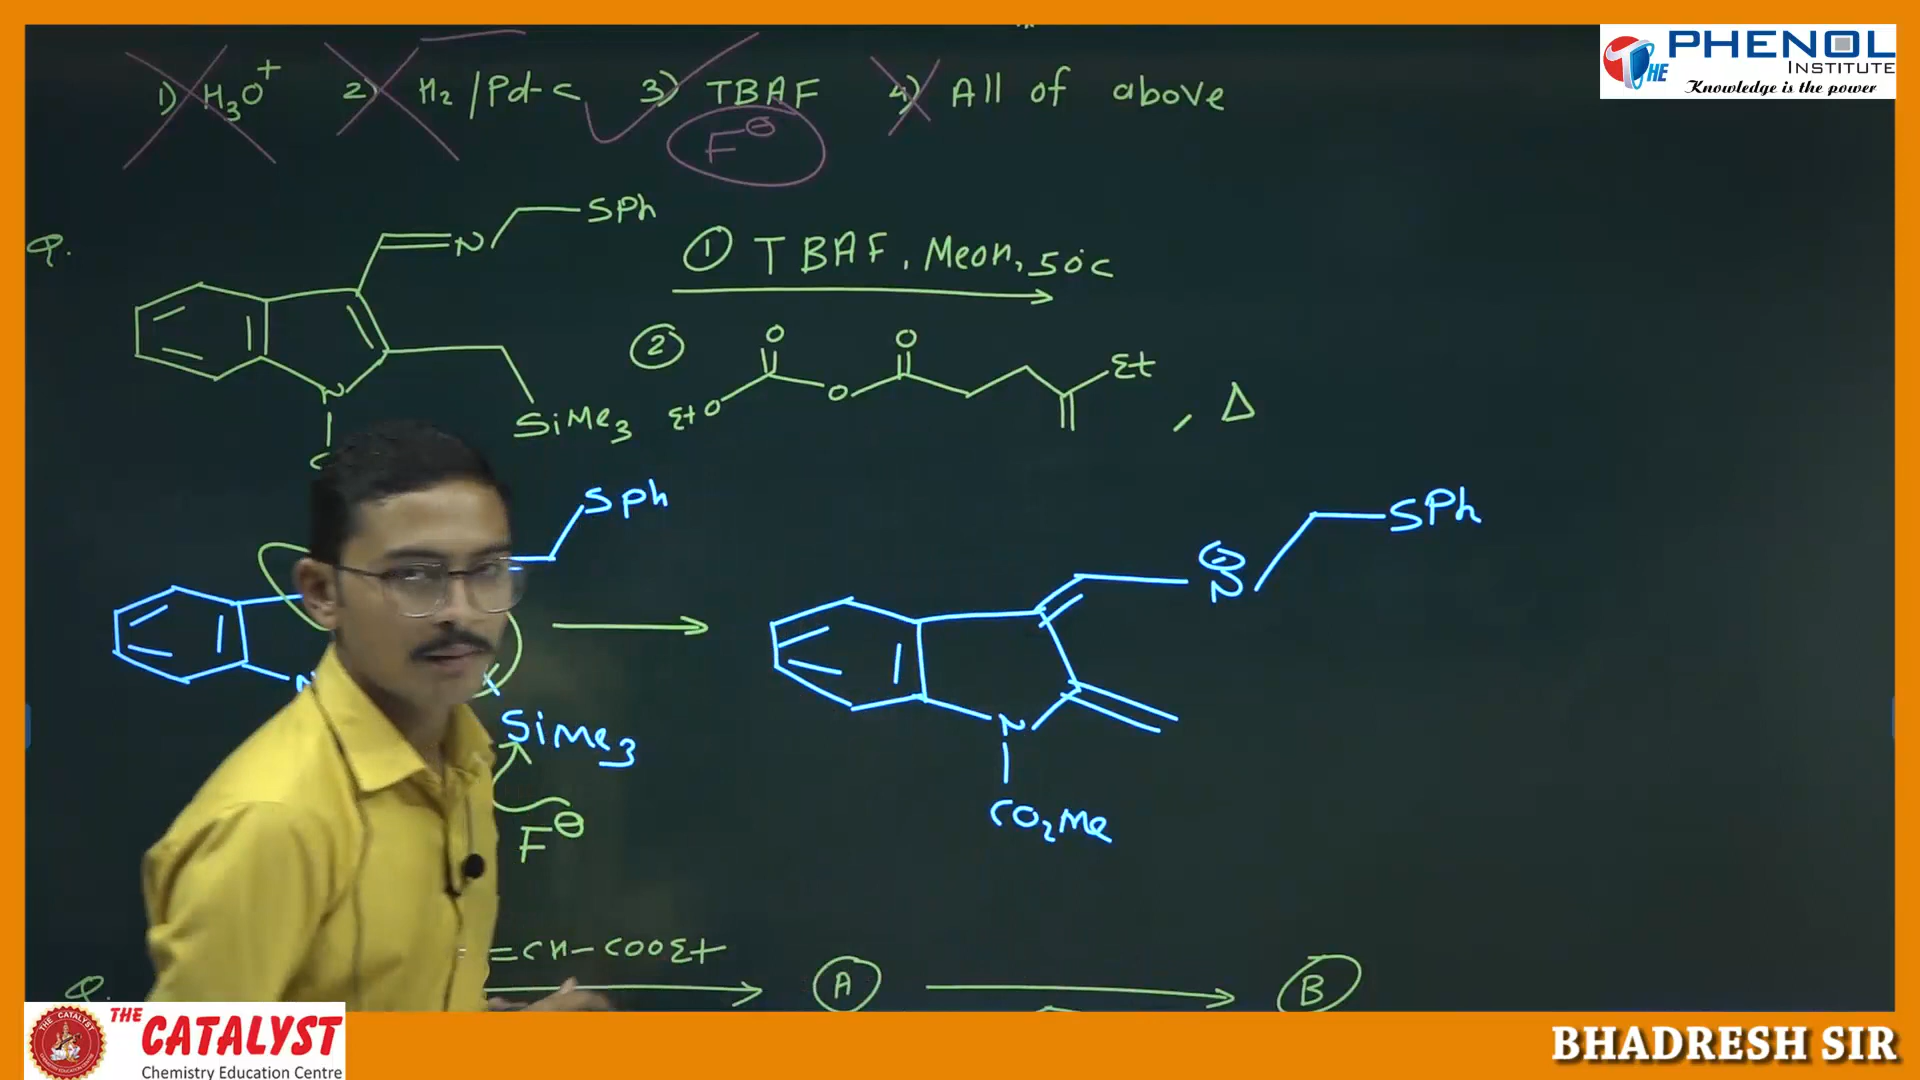 1) H3O+ 2) H2/Pd-C 3) TBAF 4) All of above
F⊖
PHENOL
THE INSTITUTE
Knowledge is the power
Q.
N SPh
① TBAF, MeOH, 50°C
② EtO O O O Et , Δ
N
SiMe3
SPh
SPh
⊖
N
N
SiMe3
N
CO2Me
F⊖
=CH-COOEt
Q.
A B
THE
CATALYST
Chemistry Education Centre
BHADRESH SIR